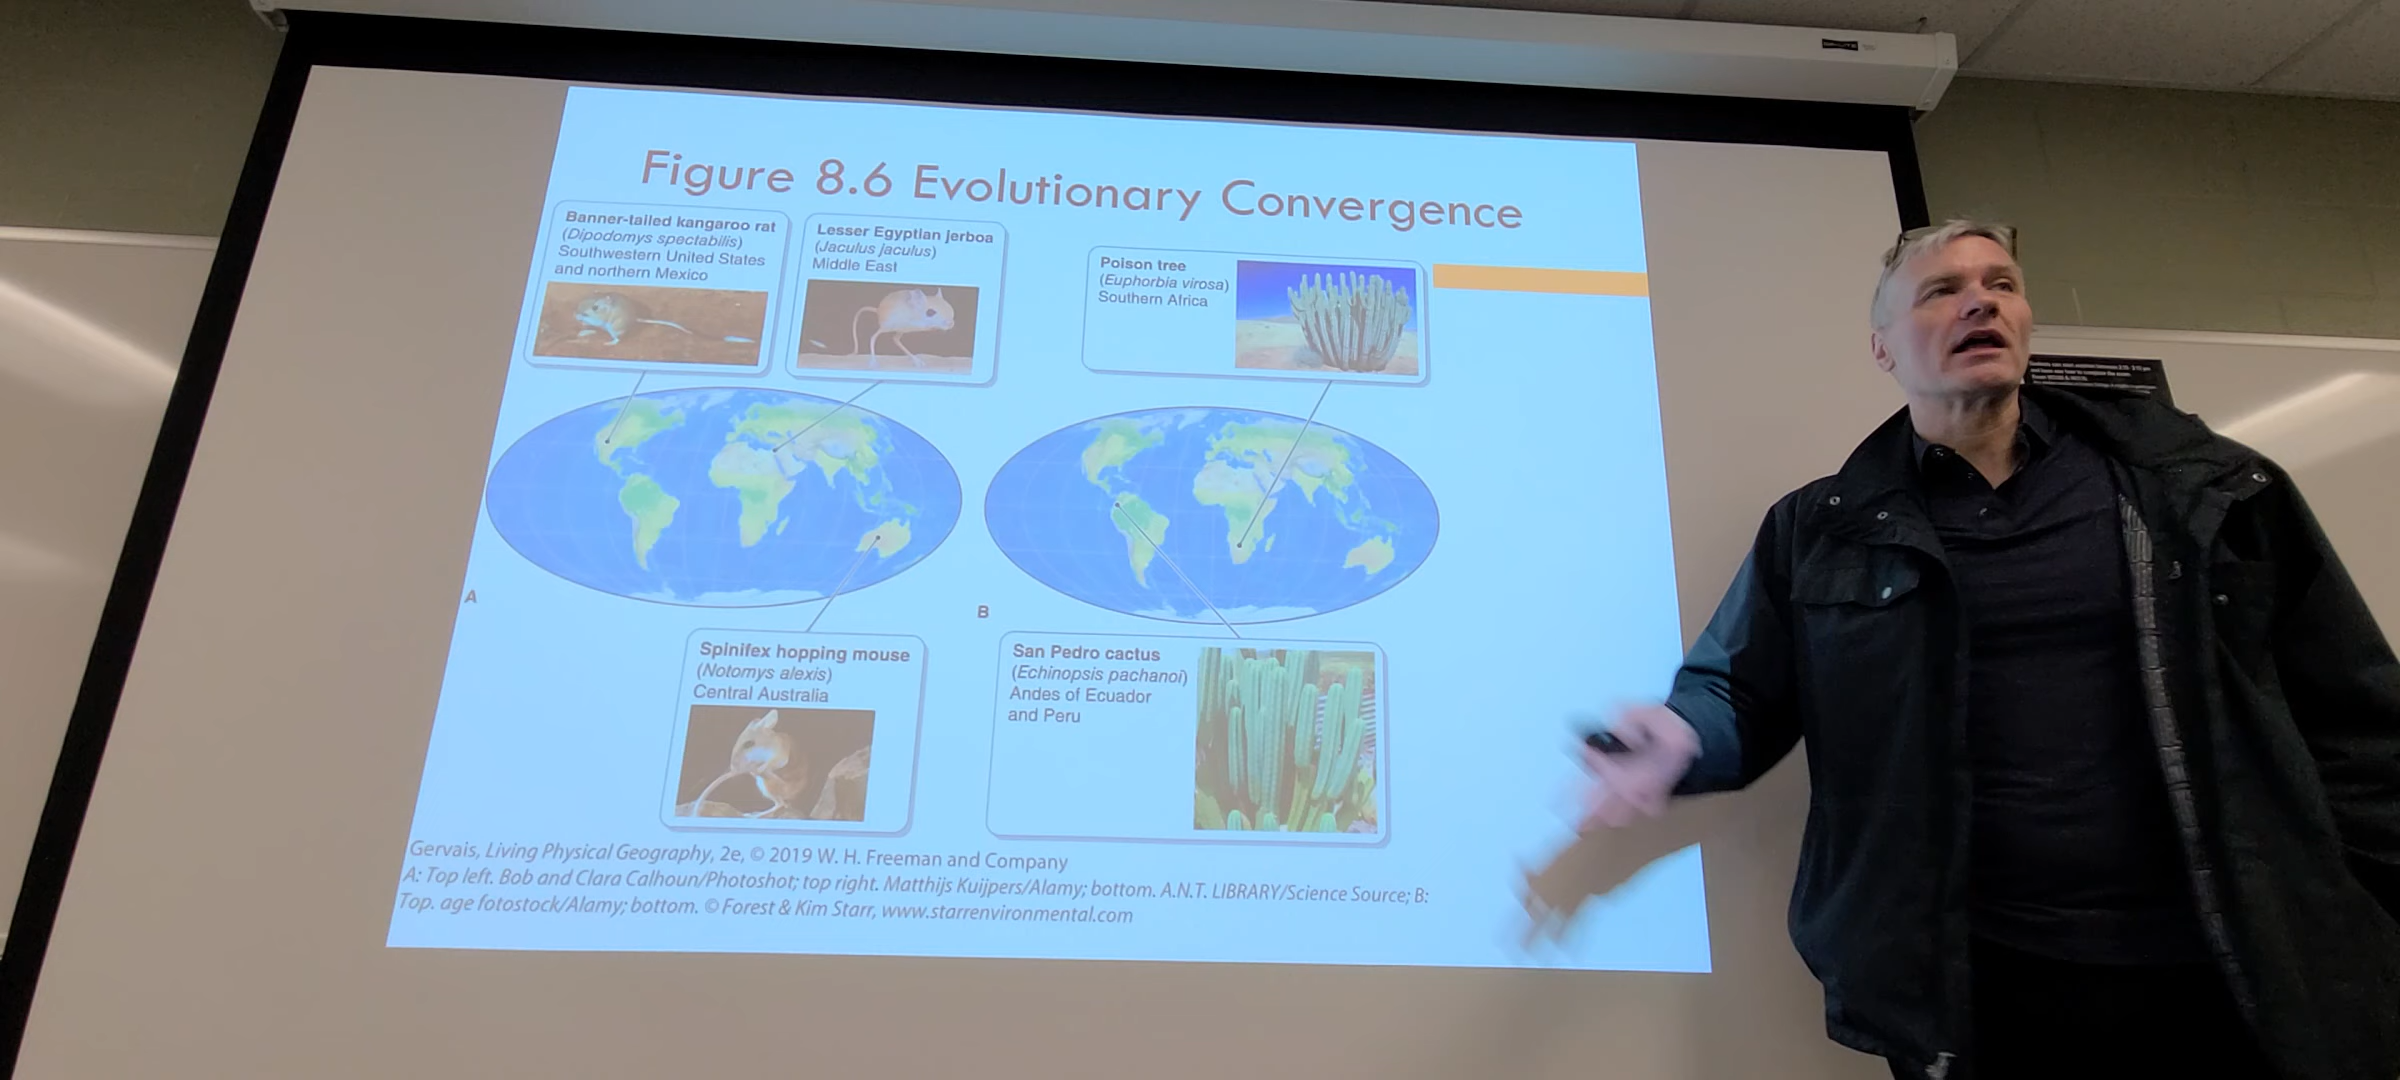 Figure 8.6 Evolutionary Convergence
Banner-tailed kangaroo rat
(Dipodomys spectabilis)
Southwestern United States
and northern Mexico
Lesser Egyptian jerboa
(Jaculus jaculus)
Middle East
Poison tree
(Euphorbia virosa)
Southern Africa
A
B
Spinifex hopping mouse
(Notomys alexis)
Central Australia
San Pedro cactus
(Echinopsis pachanoi)
Andes of Ecuador
and Peru
Gervais, Living Physical Geography, 2e, © 2019 W. H. Freeman and Company
A: Top left. Bob and Clara Calhoun/Photoshot; top right. Matthijs Kuijpers/Alamy; bottom. A.N.T. LIBRARY/Science Source; B:
Top. age fotostock/Alamy; bottom. © Forest & Kim Starr, www.starrenvironmental.com